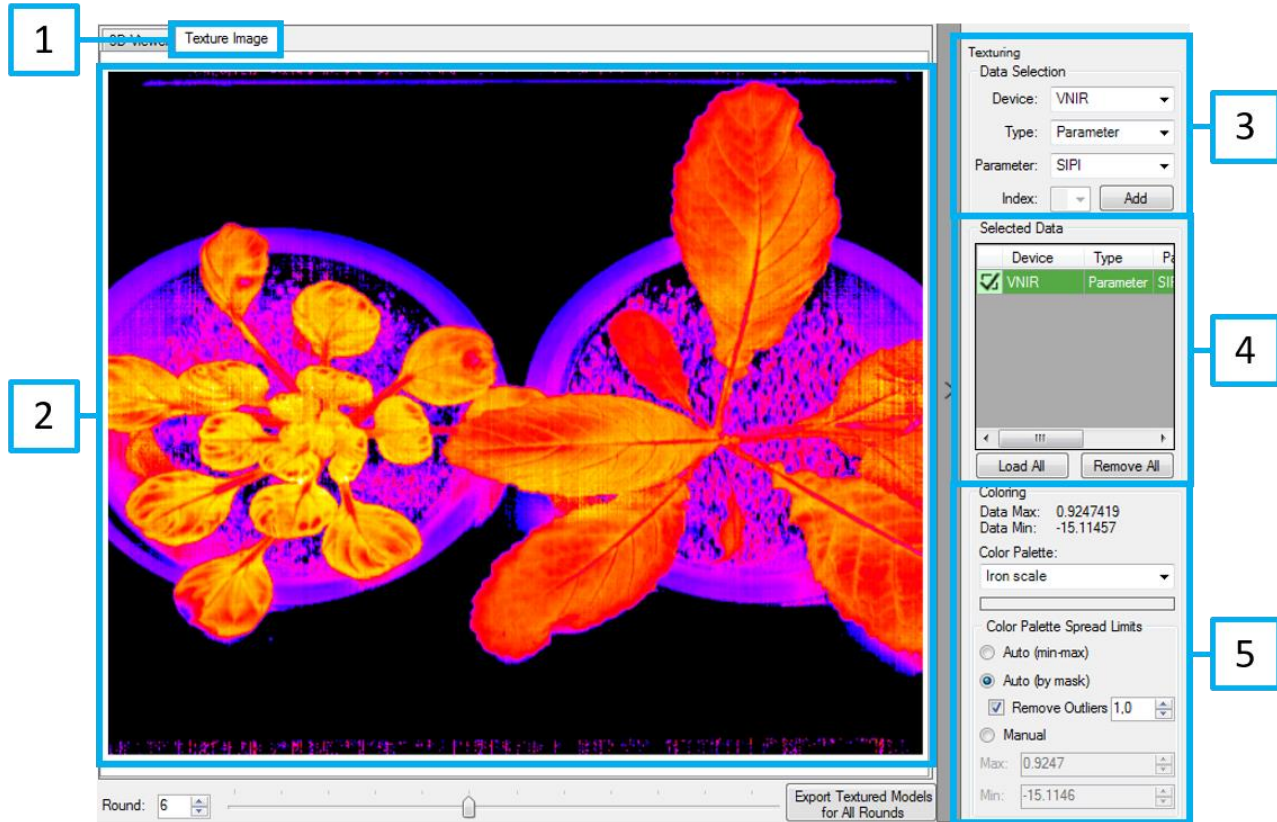 1
3D Viewer
Texture Image
2
Texturing
Data Selection
Device: VNIR
Type: Parameter
Parameter: SIPI
Index:
Add
3
Selected Data
Device Type Pa
VNIR Parameter SIP
Load All
Remove All
4
Coloring
Data Max: 0.9247419
Data Min: -15.11457
Color Palette:
Iron scale
Color Palette Spread Limits
Auto (min-max)
Auto (by mask)
Remove Outliers 1,0
Manual
Max: 0.9247
Min: -15.1146
5
Round: 6
Export Textured Models
for All Rounds